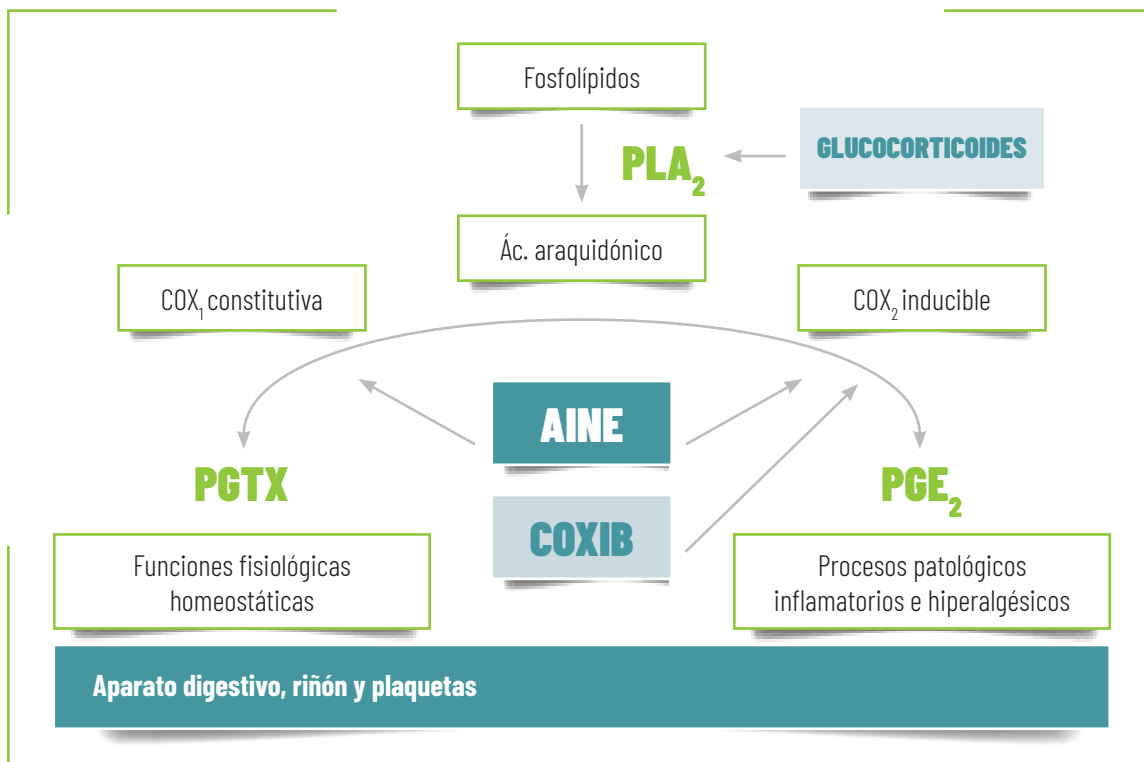 Fosfolípidos
PLA₂
GLUCOCORTICOIDES
Ác. araquidónico
COX₁ constitutiva
COX₂ inducible
AINE
PGTX
PGE₂
COXIB
Funciones fisiológicas
homeostáticas
Procesos patológicos
inflamatorios e hiperalgésicos
Aparato digestivo, riñón y plaquetas